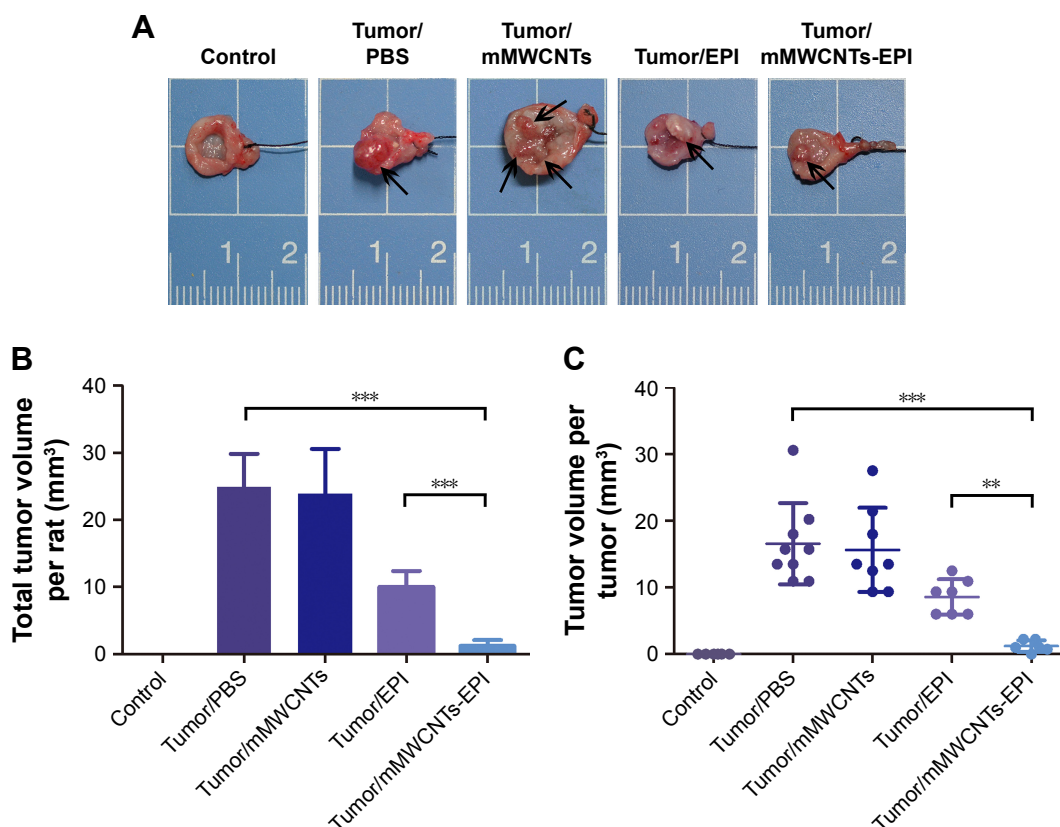 A
Control
Tumor/
PBS
Tumor/
mMWCNTs
Tumor/EPI
Tumor/
mMWCNTs-EPI
1 2
1 2
1 2
1 2
1 2
B
Total tumor volume
per rat (mm³)
40
30
20
10
0
***
***
Control
Tumor/PBS
Tumor/mMWCNTs
Tumor/EPI
Tumor/mMWCNTs-EPI
C
Tumor volume per
tumor (mm³)
40
30
20
10
0
***
**
Control
Tumor/PBS
Tumor/mMWCNTs
Tumor/EPI
Tumor/mMWCNTs-EPI